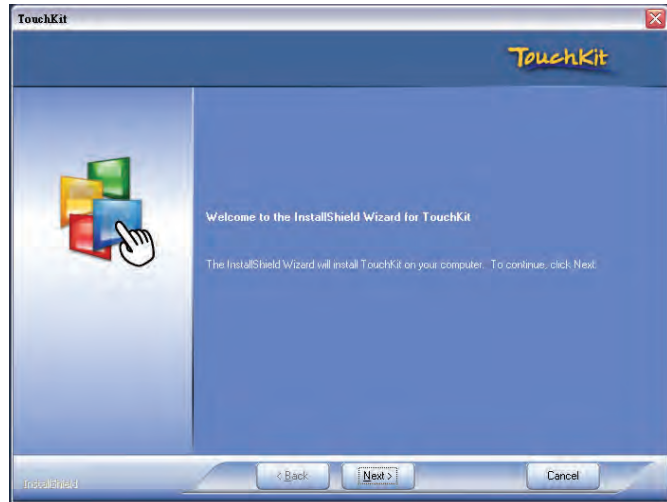 TouchKit
TouchKit
Welcome to the InstallShield Wizard for TouchKit
The InstallShield Wizard will install TouchKit on your computer. To continue, click Next.
InstallShield
< Back Next > Cancel